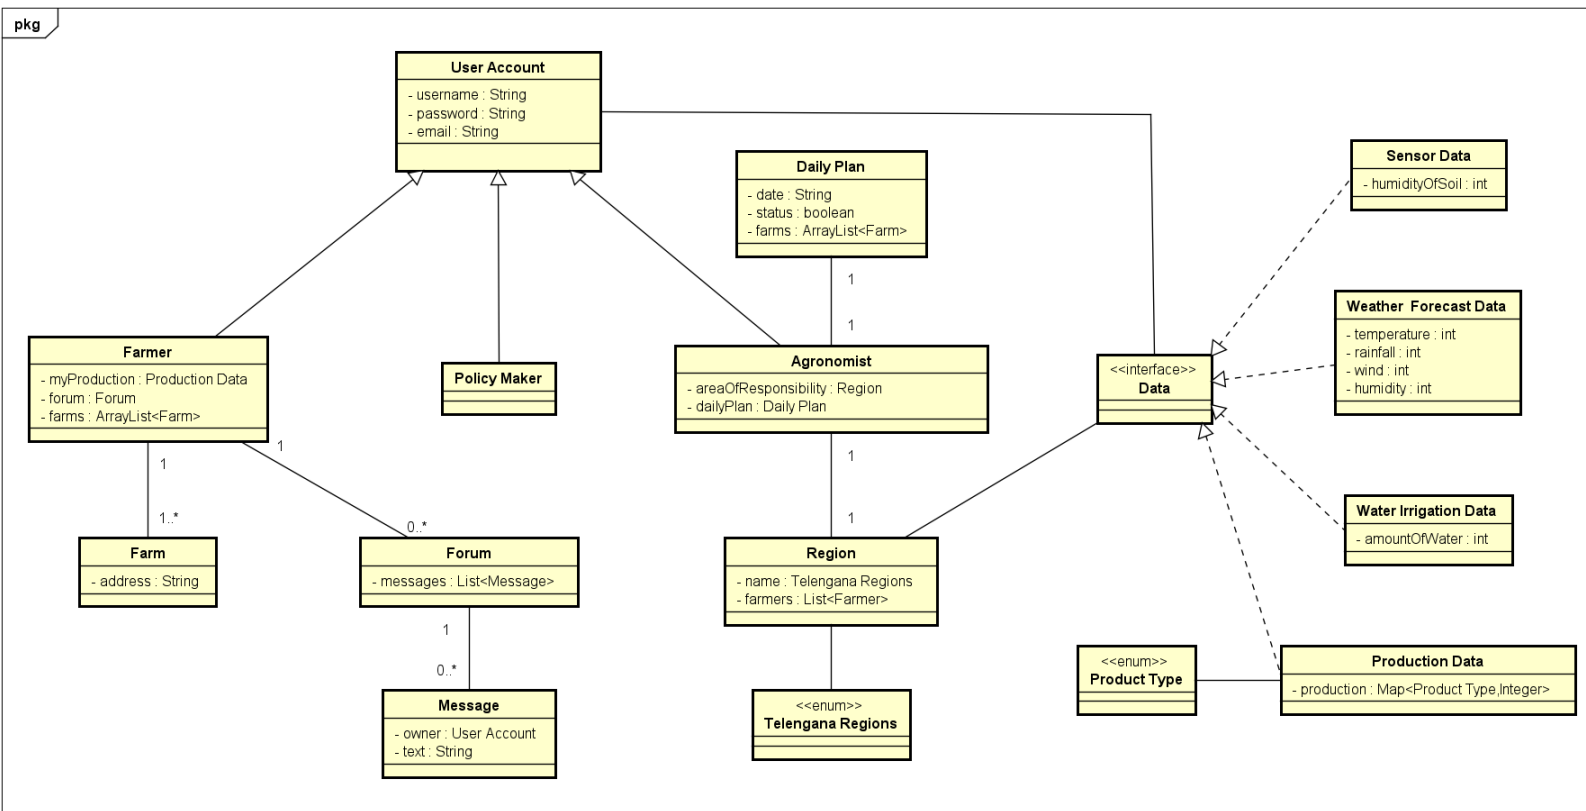 pkg
User Account
- username : String
- password : String
- email : String
Daily Plan
- date : String
- status : boolean
- farms : ArrayList<Farm>
1
1
Sensor Data
- humidityOfSoil : int
Weather  Forecast Data
- temperature : int
- rainfall : int
- wind : int
- humidity : int
Farmer
- myProduction : Production Data
- forum : Forum
- farms : ArrayList<Farm>
Policy Maker
Agronomist
- areaOfResponsibility : Region
- dailyPlan : Daily Plan
<<interface>>
Data
1
1..*
1
0..*
1
1
Water Irrigation Data
- amountOfWater : int
Farm
- address : String
Forum
- messages : List<Message>
1
0..*
Region
- name : Telengana Regions
- farmers : List<Farmer>
<<enum>>
Product Type
Production Data
- production : Map<Product Type,Integer>
Message
- owner : User Account
- text : String
<<enum>>
Telengana Regions